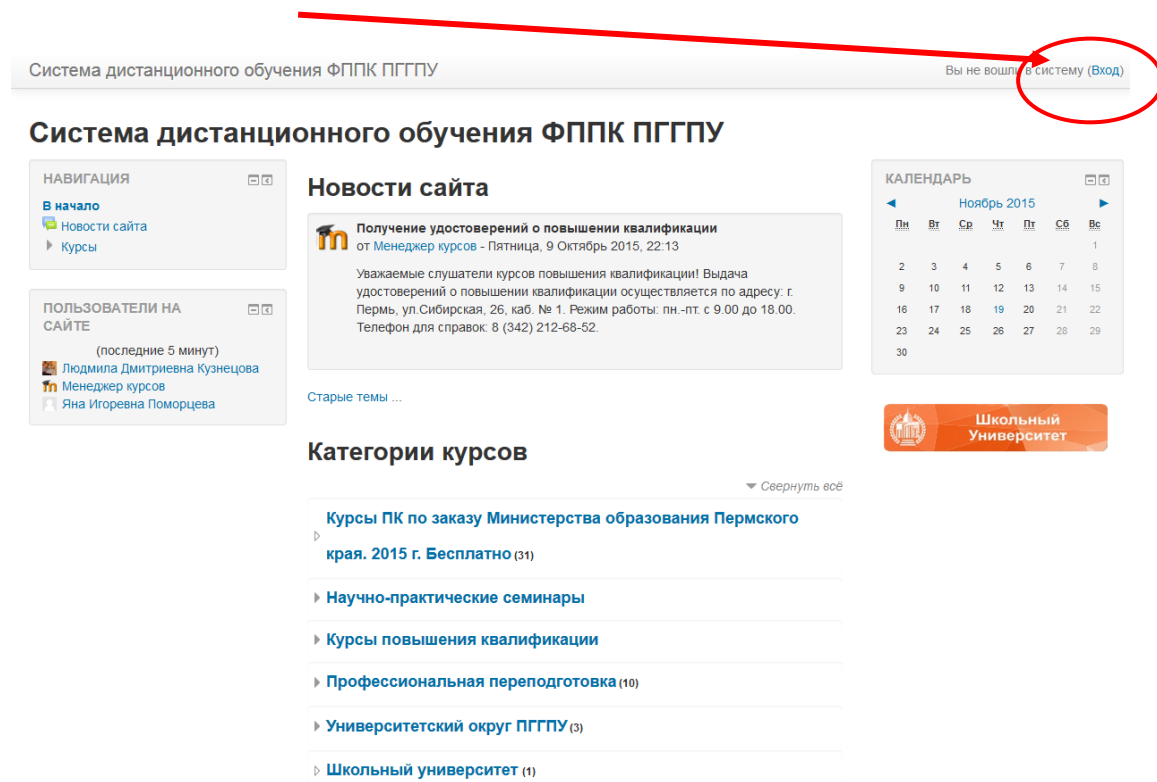 Система дистанционного обучения ФППК ПГГПУ
Вы не вошли в систему (Вход)
Система дистанционного обучения ФППК ПГГПУ
НАВИГАЦИЯ
В начало
Новости сайта
Курсы
ПОЛЬЗОВАТЕЛИ НА
САЙТЕ
(последние 5 минут)
Людмила Дмитриевна Кузнецова
Менеджер курсов
Яна Игоревна Поморцева
Новости сайта
Получение удостоверений о повышении квалификации
от Менеджер курсов - Пятница, 9 Октябрь 2015, 22:13
Уважаемые слушатели курсов повышения квалификации! Выдача
удостоверений о повышении квалификации осуществляется по адресу: г.
Пермь, ул.Сибирская, 26, каб. № 1. Режим работы: пн.-пт. с 9.00 до 18.00.
Телефон для справок: 8 (342) 212-68-52.
Старые темы ...
Категории курсов
Свернуть всё
Курсы ПК по заказу Министерства образования Пермского
края. 2015 г. Бесплатно (31)
Научно-практические семинары
Курсы повышения квалификации
Профессиональная переподготовка (10)
Университетский округ ПГГПУ (3)
Школьный университет (1)
КАЛЕНДАРЬ
Ноябрь 2015
Пн Вт Ср Чт Пт Сб Вс
1
2 3 4 5 6 7 8
9 10 11 12 13 14 15
16 17 18 19 20 21 22
23 24 25 26 27 28 29
30
Школьный
Университет